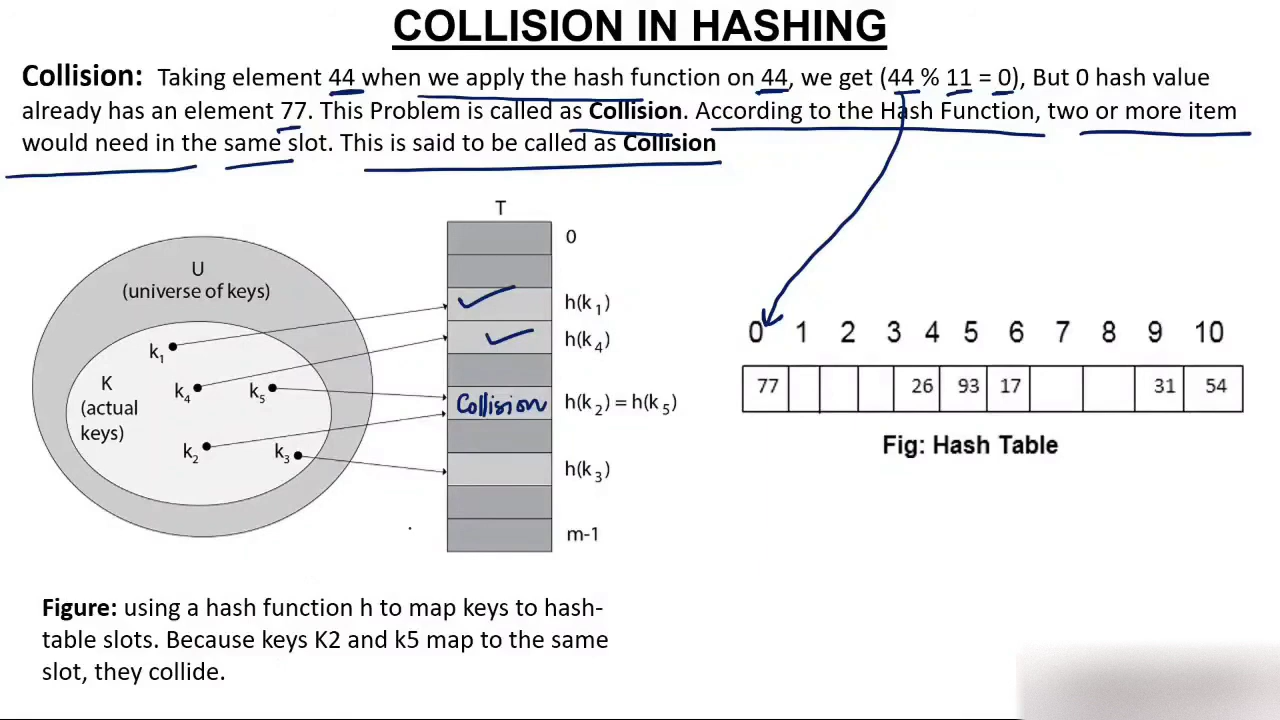 COLLISION IN HASHING
Collision: Taking element 44 when we apply the hash function on 44, we get (44 % 11 = 0), But 0 hash value
already has an element 77. This Problem is called as Collision. According to the Hash Function, two or more item
would need in the same slot. This is said to be called as Collision
T
0
U
(universe of keys)
h(k1)
k1
h(k4)
K
(actual
keys)
k4
k5
Collision
h(k2) = h(k5)
k2
k3
h(k3)
m-1
0 1 2 3 4 5 6 7 8 9 10
77 26 93 17 31 54
Fig: Hash Table
Figure: using a hash function h to map keys to hash-
table slots. Because keys K2 and k5 map to the same
slot, they collide.